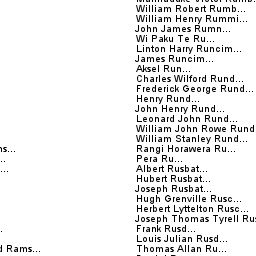 William Robert Rumb...
William Henry Rummi...
John James Rumn...
Wi Paku Te Ru...
Linton Harry Runcim...
James Runcim...
Aksel Run...
Charles Wilford Rund...
Frederick George Rund...
Henry Rund...
John Henry Rund...
Leonard John Rund...
William John Rowe Rund
William Stanley Rund...
ns... Rangi Horawera Ru...
... Pera Ru...
... Albert Rusbat...
Hubert Rusbat...
Joseph Rusbat...
Hugh Grenville Rusc...
Herbert Lyttelton Rusc...
Joseph Thomas Tyrell Rus
. Frank Rusd...
Louis Julian Rusd...
d Rams... Thomas Allan Ru...